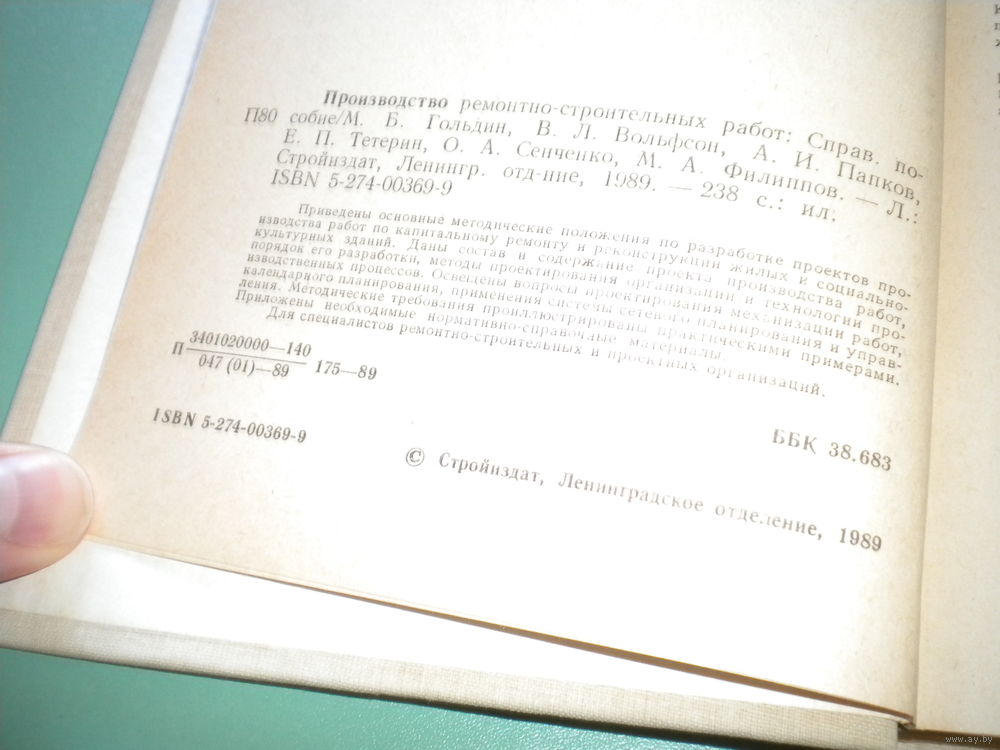 Производство ремонтно-строительных работ: Справ. по-
П80 собие/М. Б. Гольдин, В. Л. Вольфсон, А. И. Папков,
Е. П. Тетерин, О. А. Сенченко, М. А. Филиппов. — Л.:
Стройиздат, Ленингр. отд-ние, 1989. — 238 с.: ил.
ISBN 5-274-00369-9
Приведены основные методические положения по разработке проектов про-
изводства работ по капитальному ремонту и реконструкции жилых и социально-
культурных зданий. Даны состав и содержание проекта производства работ,
порядок его разработки, методы проектирования организации и технологии про-
изводственных процессов. Освещены вопросы проектирования механизации работ,
календарного планирования, применения системы сетевого планирования и управ-
ления. Методические требования проиллюстрированы практическими примерами.
Приложены необходимые нормативно-справочные материалы.
Для специалистов ремонтно-строительных и проектных организаций.
П 3401020000—140
047 (01)—89 175—89
ISBN 5-274-00369-9
ББК 38.683
© Стройиздат, Ленинградское отделение, 1989
www.ay.by